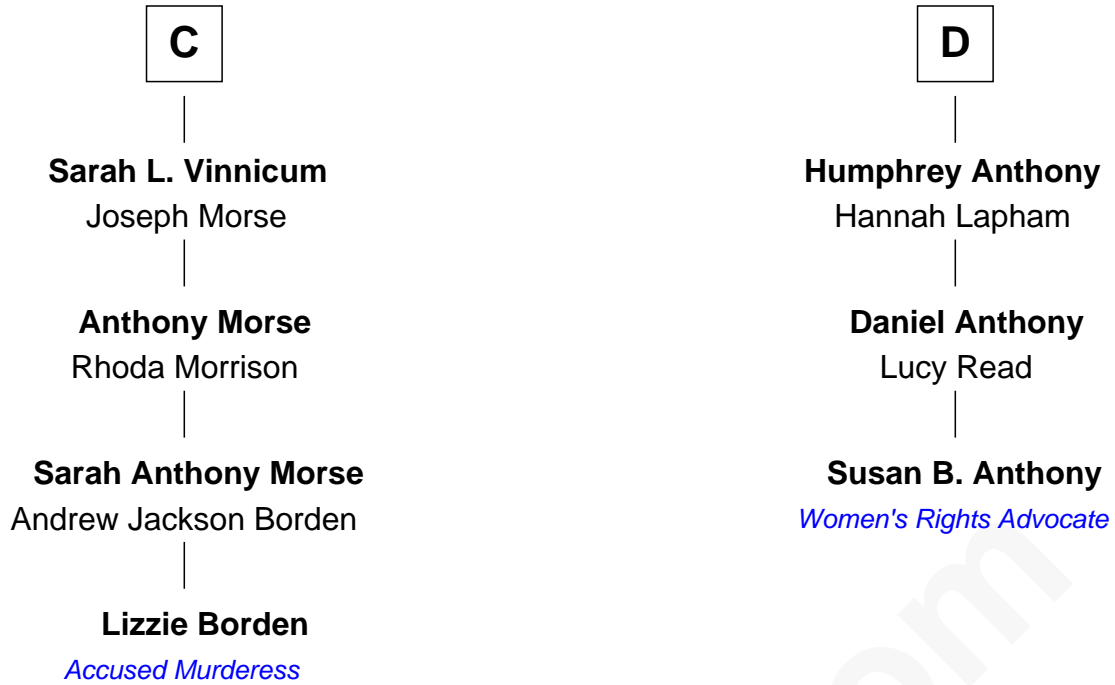 C
Sarah L. Vinnicum
Joseph Morse
Anthony Morse
Rhoda Morrison
Sarah Anthony Morse
Andrew Jackson Borden
Lizzie Borden
Accused Murderess
D
Humphrey Anthony
Hannah Lapham
Daniel Anthony
Lucy Read
Susan B. Anthony
Women's Rights Advocate